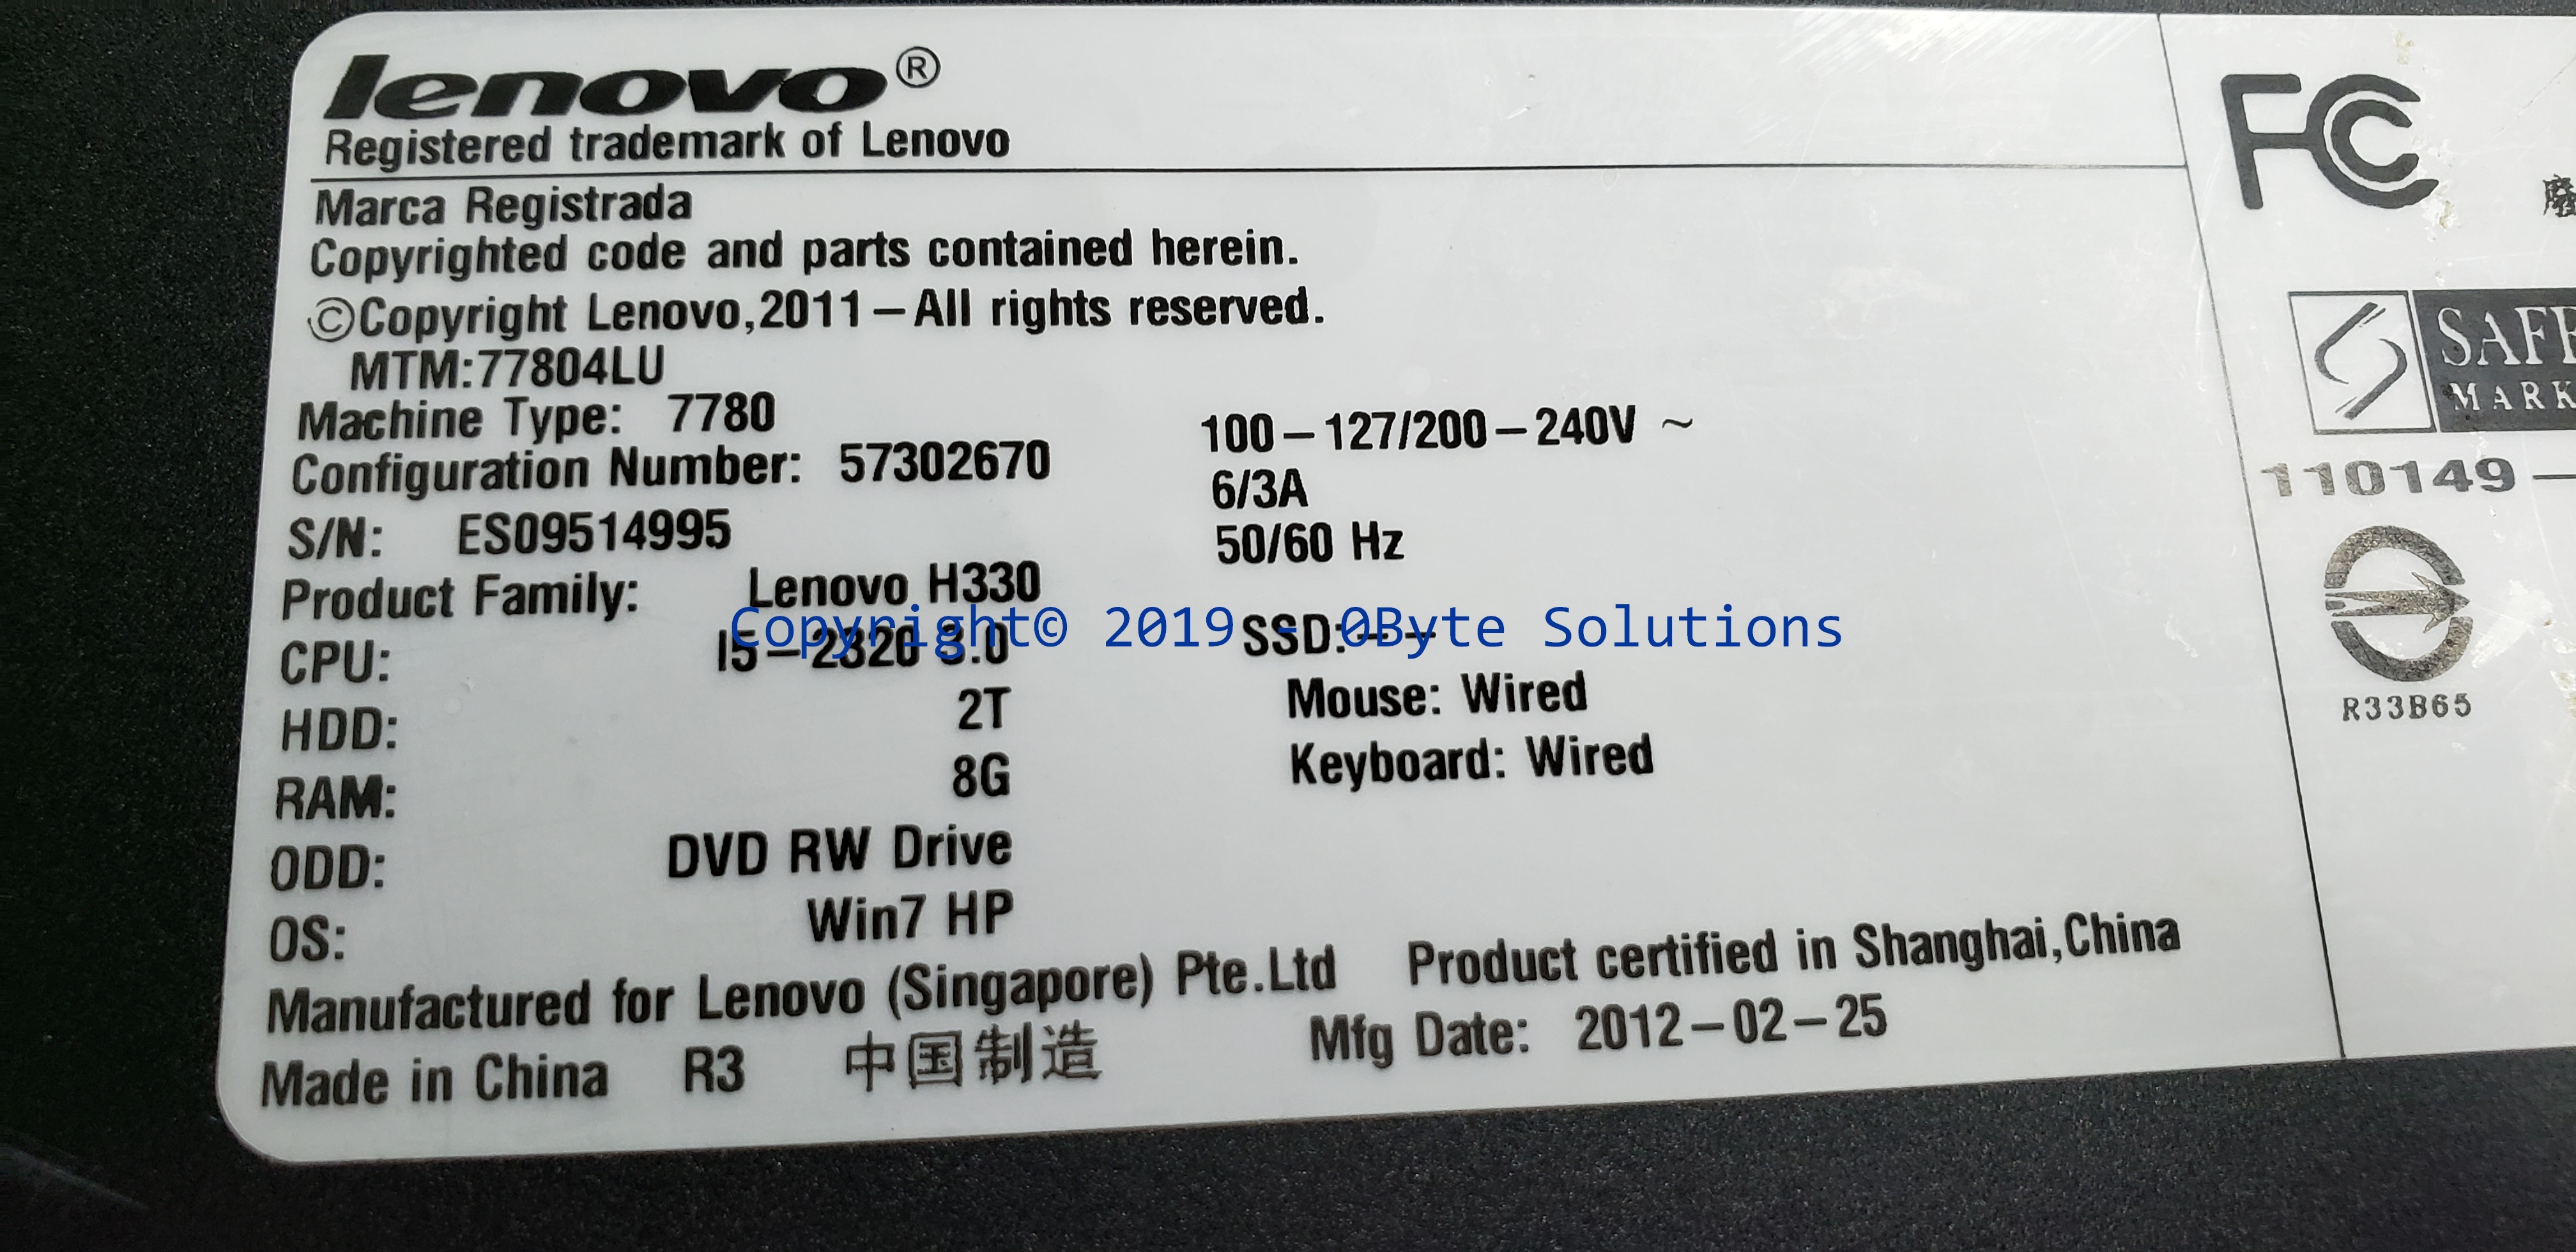 lenovo®
Registered trademark of Lenovo
Marca Registrada
Copyrighted code and parts contained herein.
©Copyright Lenovo,2011–All rights reserved.
MTM:77804LU
Machine Type: 7780
Configuration Number: 57302670
S/N: ES09514995
Product Family: Lenovo H330
CPU: I5–2320 3.0
HDD: 2T
RAM: 8G
ODD: DVD RW Drive
OS: Win7 HP
100–127/200–240V ~
6/3A
50/60 Hz
SSD:––
Mouse: Wired
Keyboard: Wired
Manufactured for Lenovo (Singapore) Pte.Ltd Product certified in Shanghai,China
Made in China R3 中国制造 Mfg Date: 2012–02–25
FC
MARK
110149–
R33B65
Copyright© 2019 - 0Byte Solutions